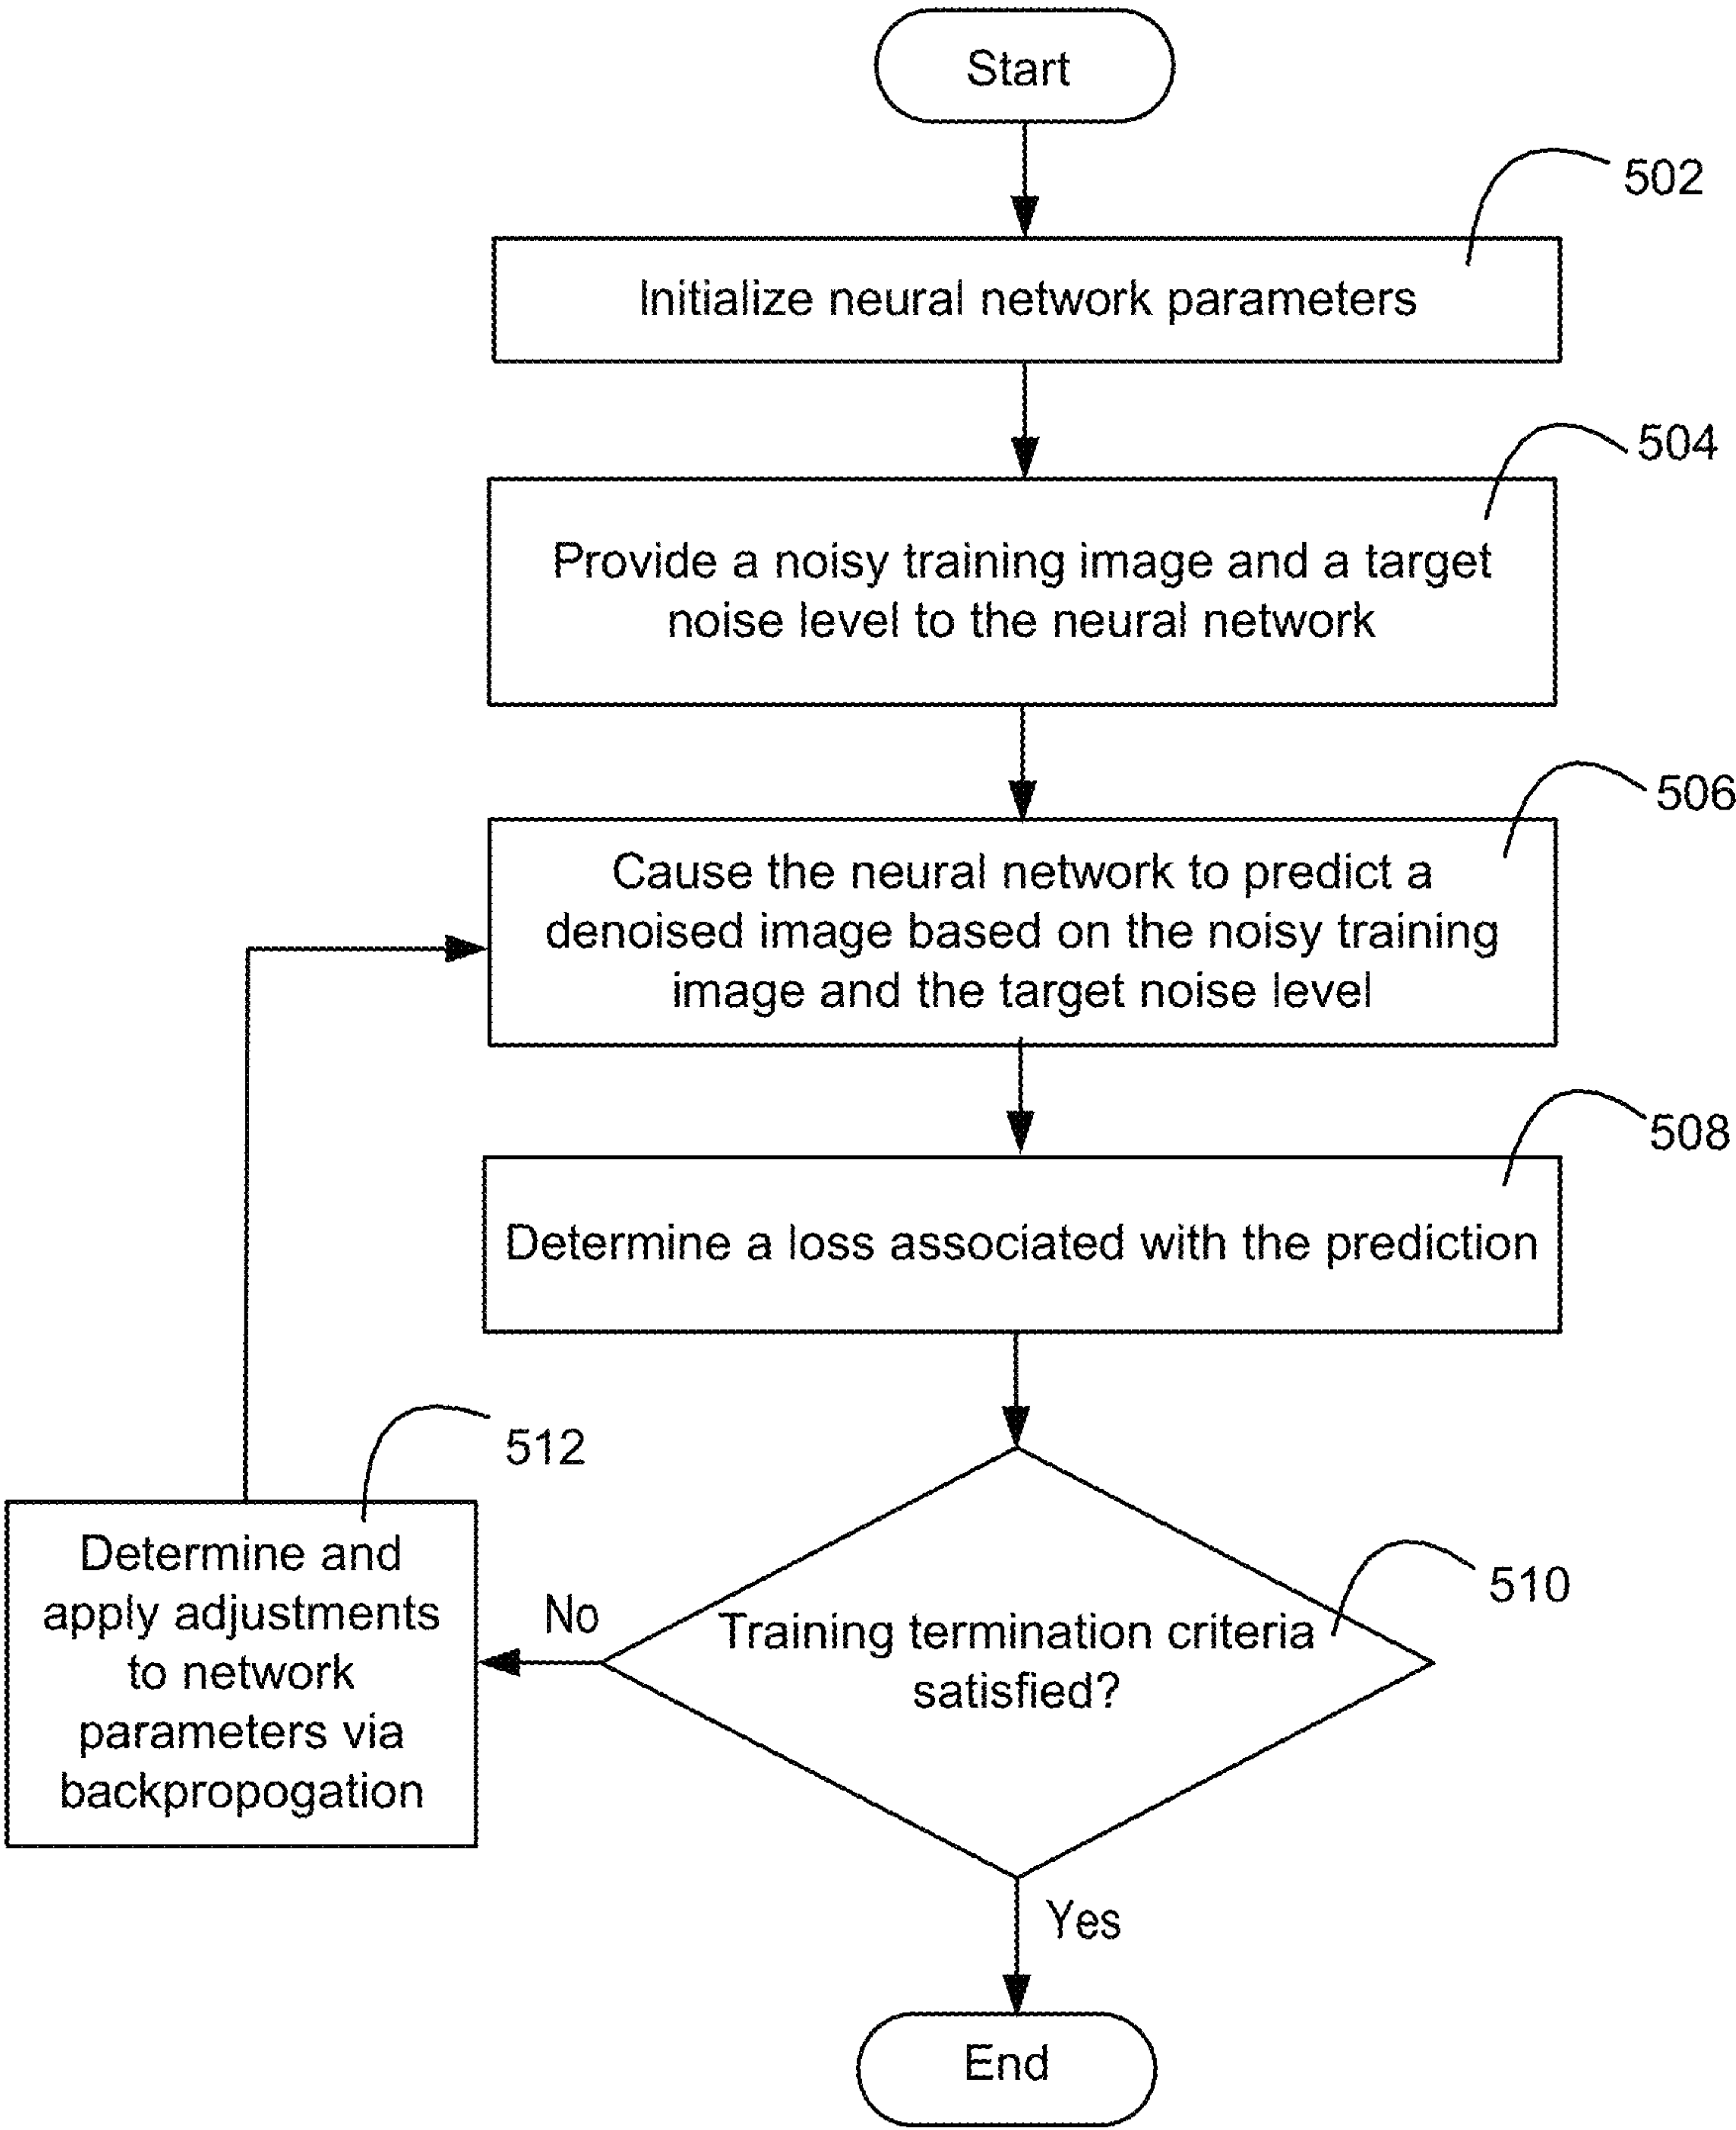 Start
502
Initialize neural network parameters
504
Provide a noisy training image and a target
noise level to the neural network
506
Cause the neural network to predict a
denoised image based on the noisy training
image and the target noise level
508
Determine a loss associated with the prediction
512
Determine and
apply adjustments
to network
parameters via
backpropogation
No
510
Training termination criteria
satisfied?
Yes
End